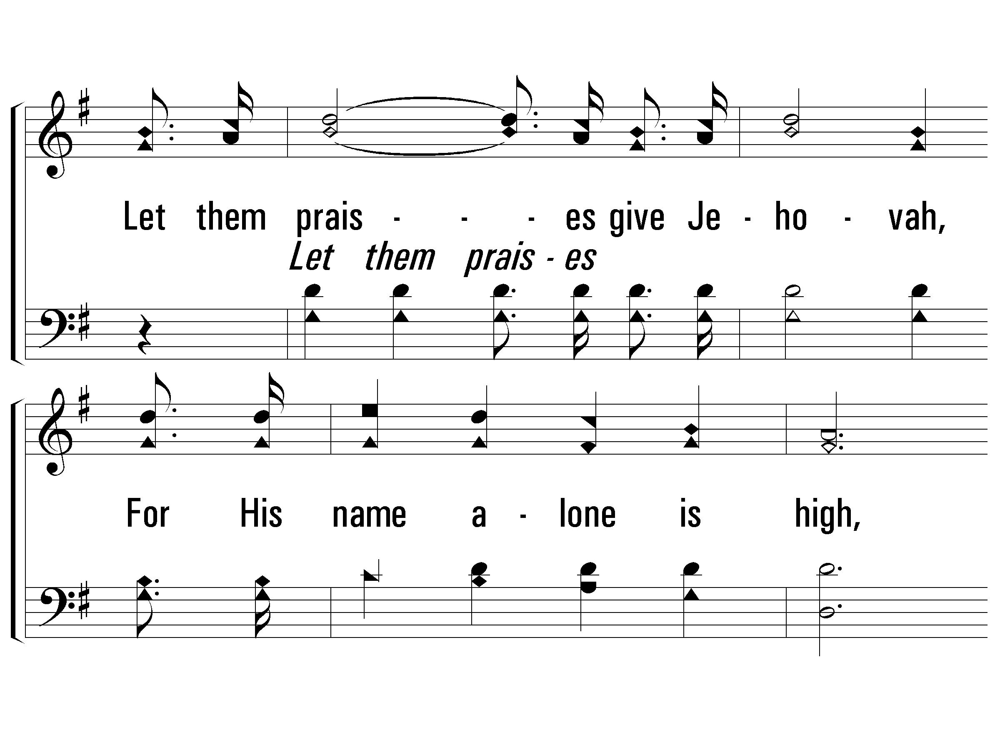 Let them prais - - - es give Je - ho - vah,
Let them prais - es
For His name a - lone is high,